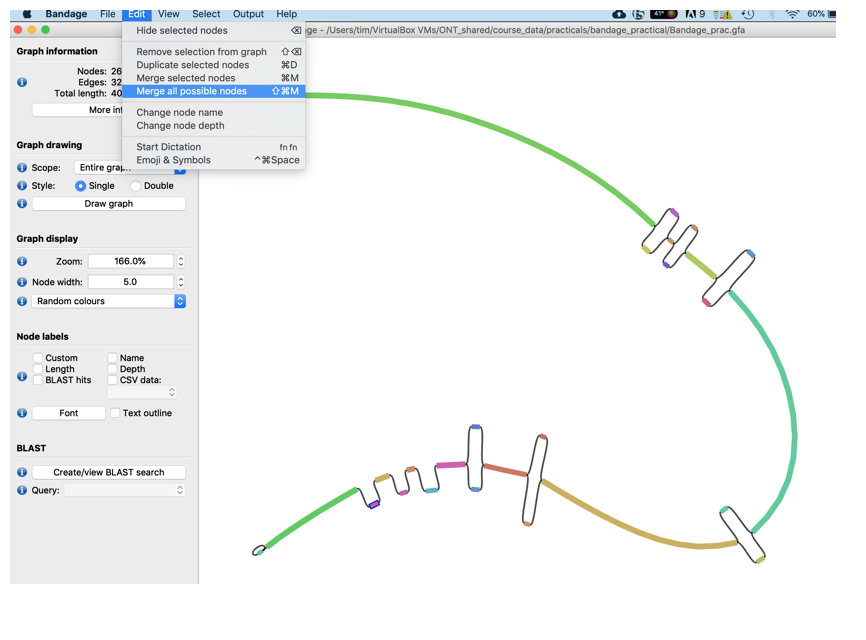 Bandage File Edit View Select Output Help 41° 9 60%
ge - /Users/tim/VirtualBox VMs/ONT_shared/course_data/practicals/bandage_practical/Bandage_prac.gfa
Hide selected nodes ⌫
Remove selection from graph ⇧⌫
Duplicate selected nodes ⌘D
Merge selected nodes ⌘M
Merge all possible nodes ⇧⌘M
Change node name
Change node depth
Start Dictation fn fn
Emoji & Symbols ^⌘Space
Graph information
Nodes: 26
Edges: 32
Total length: 40
More inf
Graph drawing
Scope: Entire graph
Style: Single Double
Draw graph
Graph display
Zoom: 166.0%
Node width: 5.0
Random colours
Node labels
Custom Name
Length Depth
BLAST hits CSV data:
Font Text outline
BLAST
Create/view BLAST search
Query: